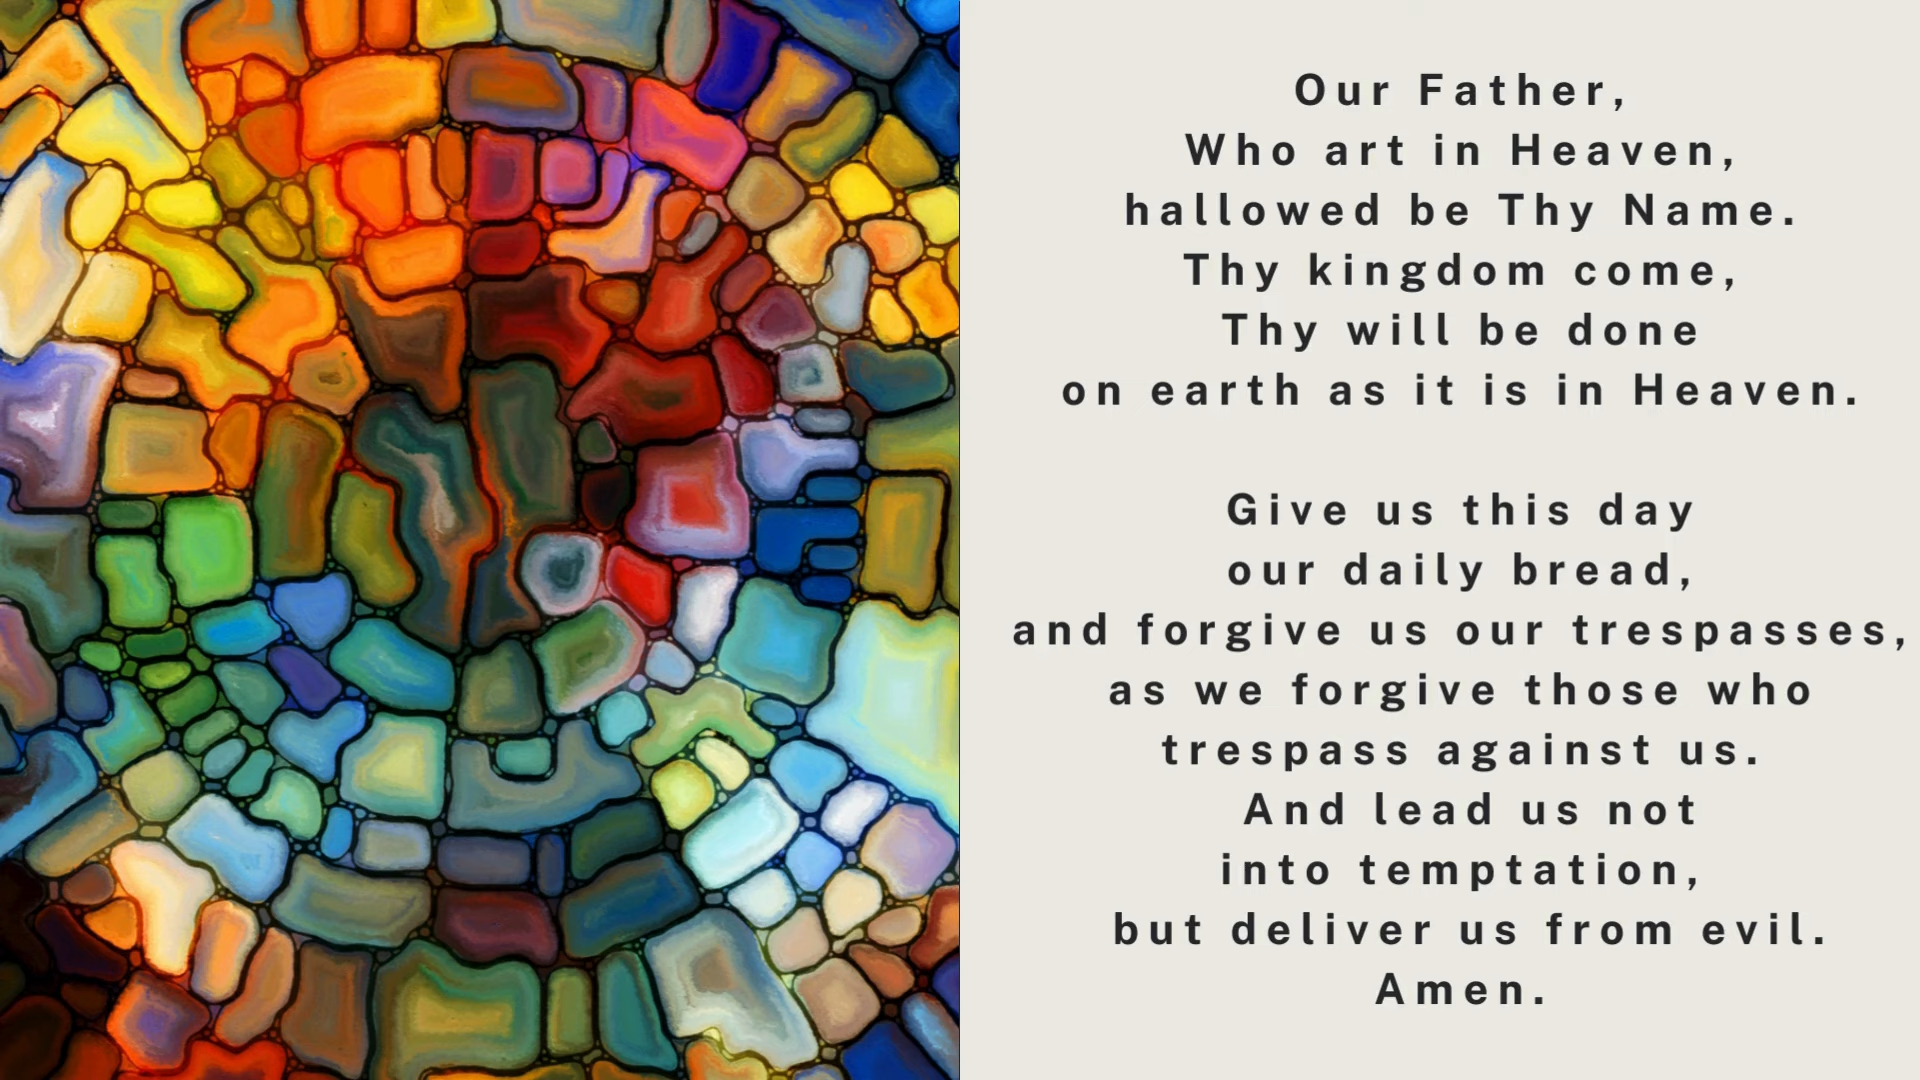 Our Father,
Who art in Heaven,
hallowed be Thy Name.
Thy kingdom come,
Thy will be done
on earth as it is in Heaven.
Give us this day
our daily bread,
and forgive us our trespasses,
as we forgive those who
trespass against us.
And lead us not
into temptation,
but deliver us from evil.
Amen.